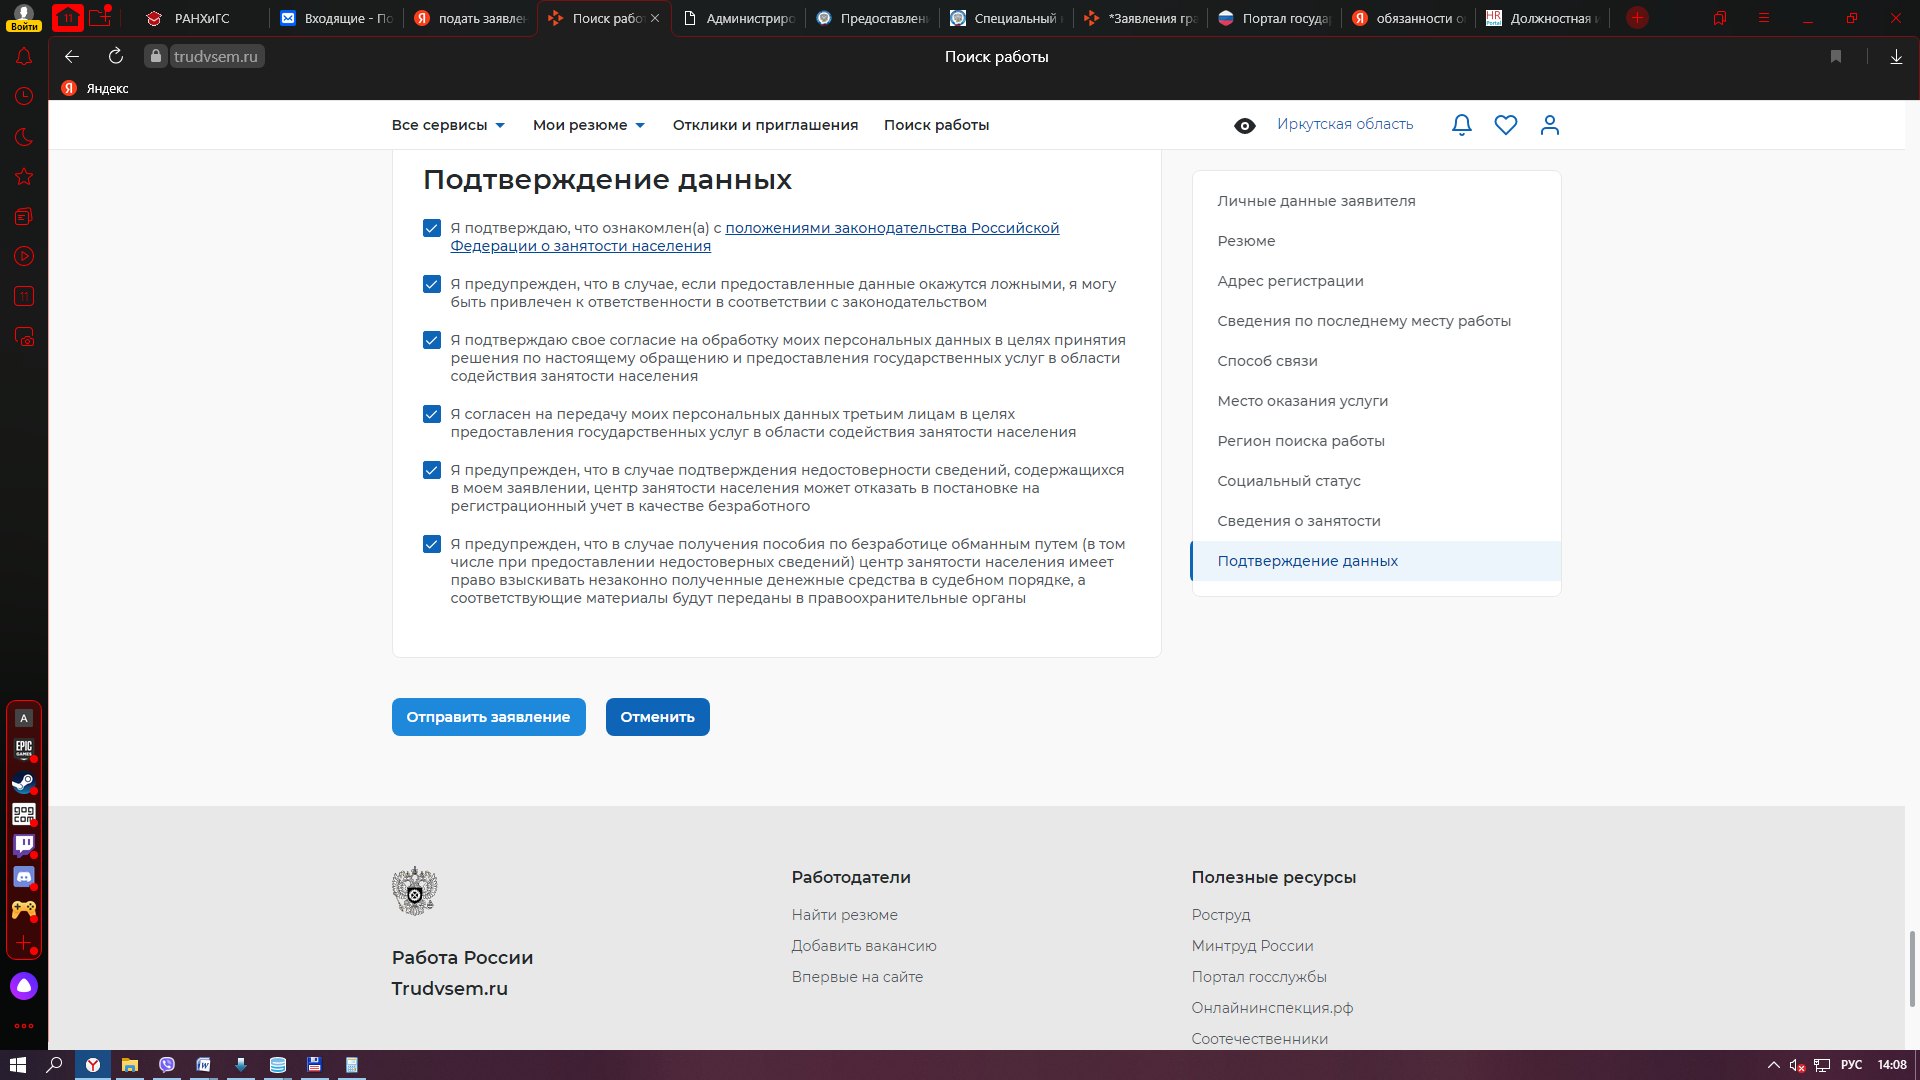 Войти
11
РАНХиГС
Входящие - По
подать заявлен
Поиск рабо
Администриро
Предоставлени
Специальный
*Заявления гра
Портал государ
обязанности о
Должностная и
trudvsem.ru
Поиск работы
Яндекс
Все сервисы
Мои резюме
Отклики и приглашения
Поиск работы
Иркутская область
Подтверждение данных
Я подтверждаю, что ознакомлен(а) с положениями законодательства Российской
Федерации о занятости населения
Я предупрежден, что в случае, если предоставленные данные окажутся ложными, я могу
быть привлечен к ответственности в соответствии с законодательством
Я подтверждаю свое согласие на обработку моих персональных данных в целях принятия
решения по настоящему обращению и предоставления государственных услуг в области
содействия занятости населения
Я согласен на передачу моих персональных данных третьим лицам в целях
предоставления государственных услуг в области содействия занятости населения
Я предупрежден, что в случае подтверждения недостоверности сведений, содержащихся
в моем заявлении, центр занятости населения может отказать в постановке на
регистрационный учет в качестве безработного
Я предупрежден, что в случае получения пособия по безработице обманным путем (в том
числе при предоставлении недостоверных сведений) центр занятости населения имеет
право взыскивать незаконно полученные денежные средства в судебном порядке, а
соответствующие материалы будут переданы в правоохранительные органы
Личные данные заявителя
Резюме
Адрес регистрации
Сведения по последнему месту работы
Способ связи
Место оказания услуги
Регион поиска работы
Социальный статус
Сведения о занятости
Подтверждение данных
Отправить заявление
Отменить
Работа России
Trudvsem.ru
Работодатели
Найти резюме
Добавить вакансию
Впервые на сайте
Полезные ресурсы
Роструд
Минтруд России
Портал госслужбы
Онлайнинспекция.рф
Соотечественники
A
EPIC
GAMES
gog
com
РУС
14:08